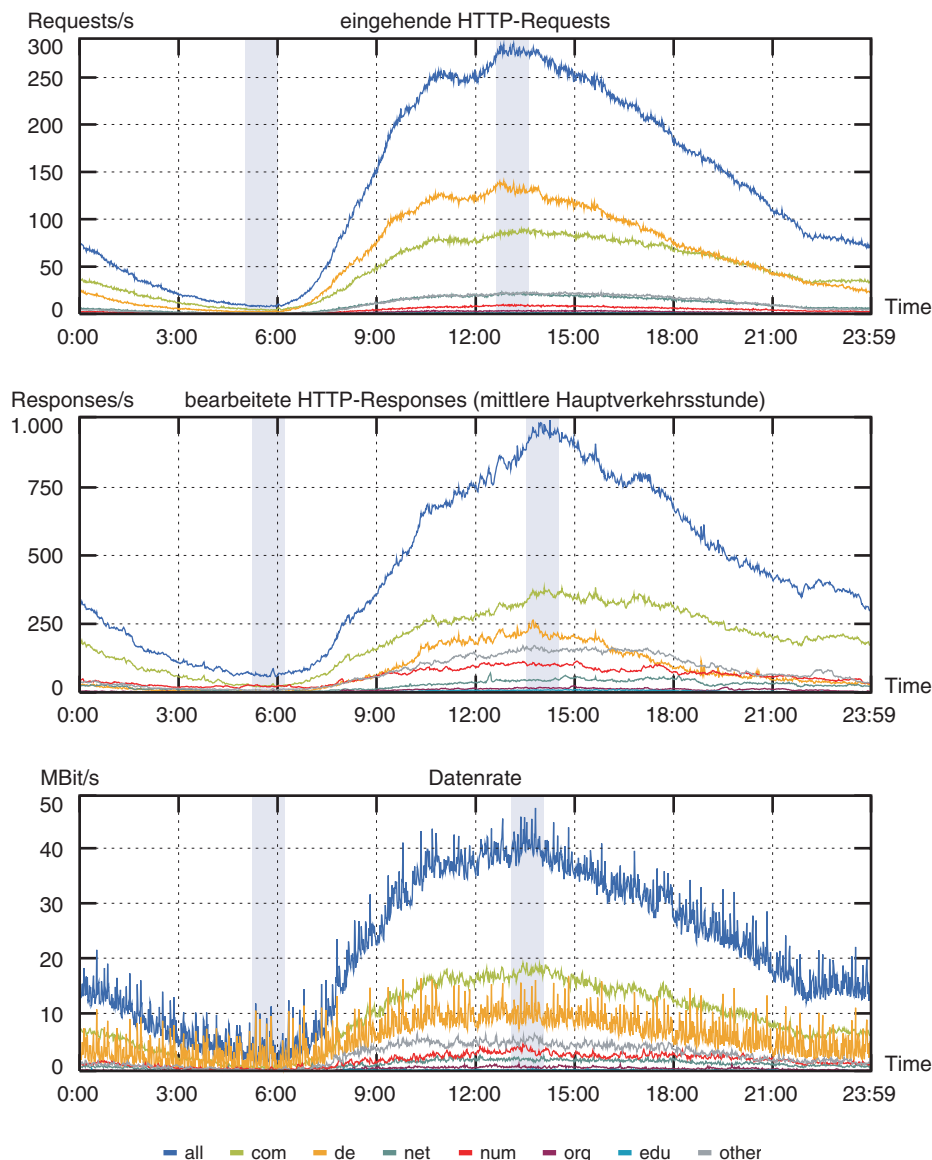 Requests/s eingehende HTTP-Requests
300
250
200
150
100
50
0
Time
0:00 3:00 6:00 9:00 12:00 15:00 18:00 21:00 23:59
Responses/s bearbeitete HTTP-Responses (mittlere Hauptverkehrsstunde)
1.000
750
500
250
0
Time
0:00 3:00 6:00 9:00 12:00 15:00 18:00 21:00 23:59
MBit/s Datenrate
50
40
30
20
10
0
Time
0:00 3:00 6:00 9:00 12:00 15:00 18:00 21:00 23:59
all com de net num org edu other